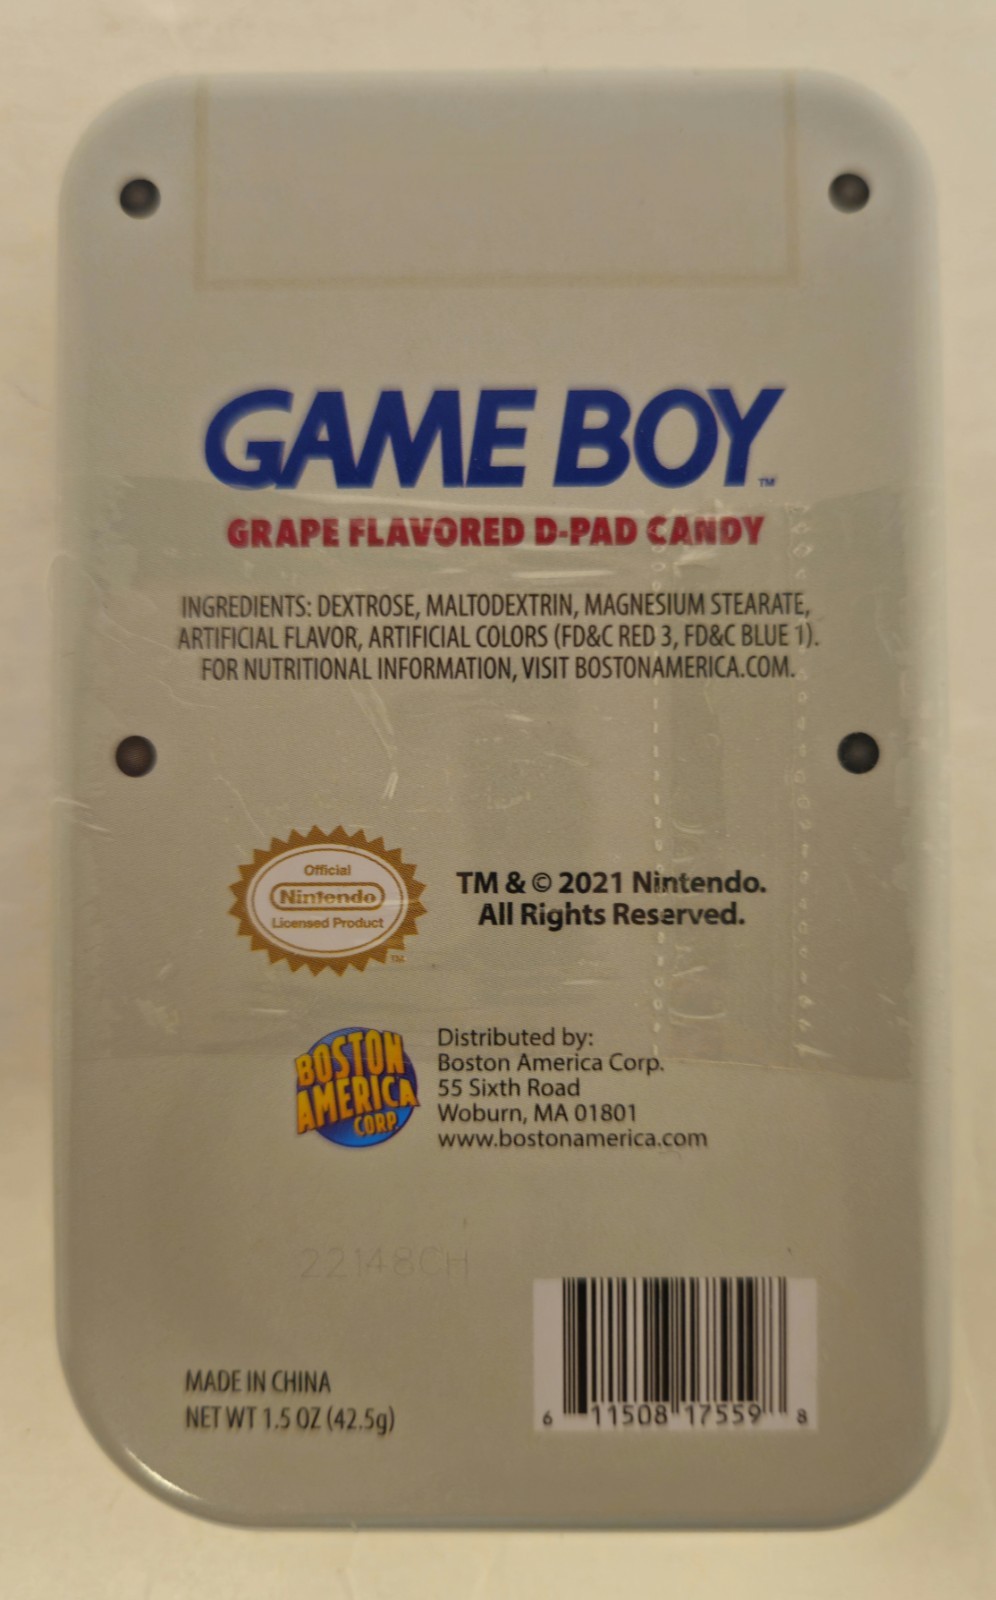 GAME BOY™
GRAPE FLAVORED D-PAD CANDY
INGREDIENTS: DEXTROSE, MALTODEXTRIN, MAGNESIUM STEARATE,
ARTIFICIAL FLAVOR, ARTIFICIAL COLORS (FD&C RED 3, FD&C BLUE 1).
FOR NUTRITIONAL INFORMATION, VISIT BOSTONAMERICA.COM.
Official
Nintendo
Licensed Product
™
TM & © 2021 Nintendo.
All Rights Reserved.
BOSTON
AMERICA
CORP.
Distributed by:
Boston America Corp.
55 Sixth Road
Woburn, MA 01801
www.bostonamerica.com
22148CH
MADE IN CHINA
NET WT 1.5 OZ (42.5g)
6 11508 17559 8